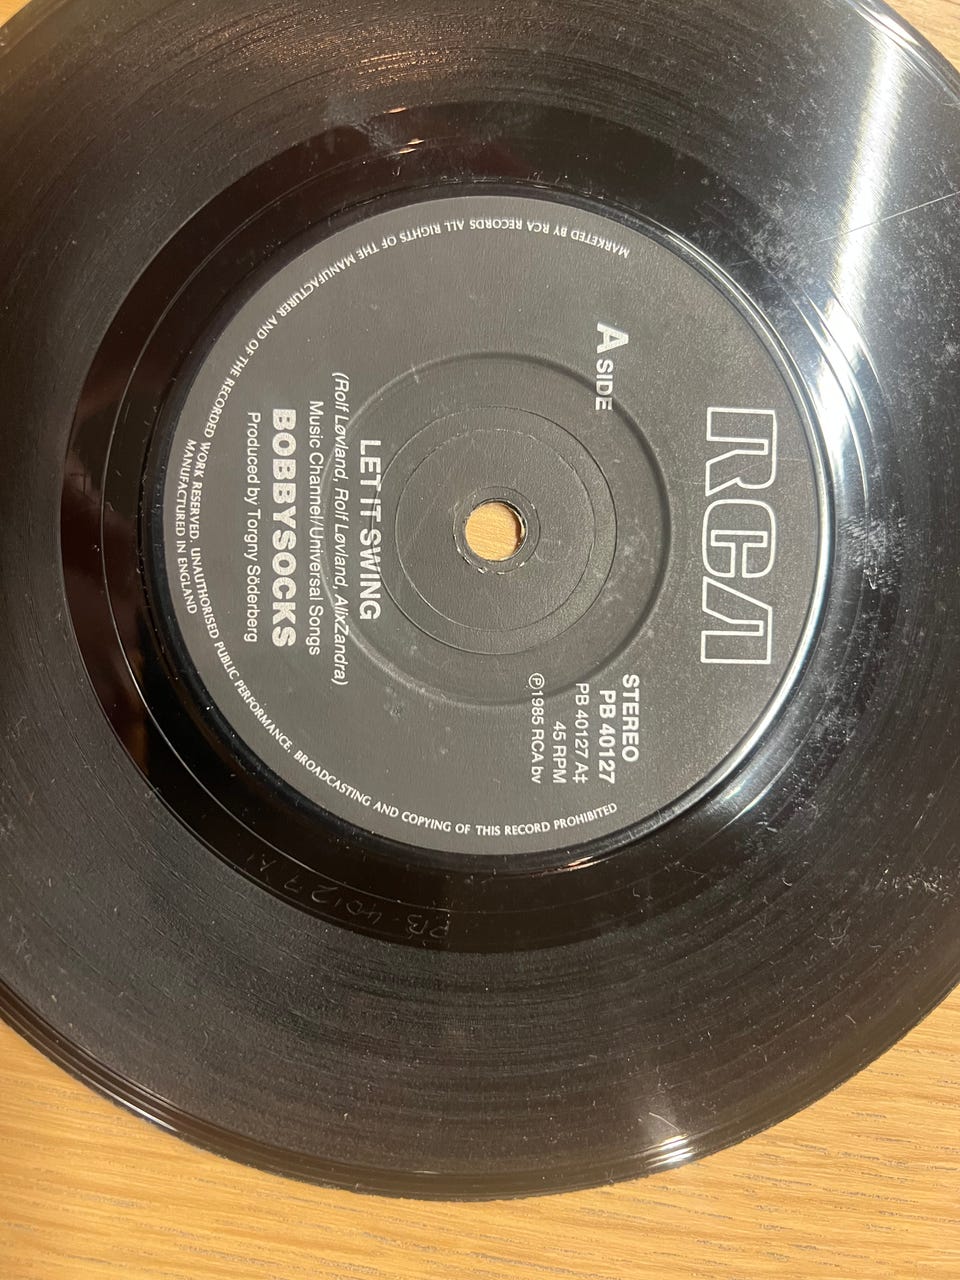 RCA
A SIDE
STEREO
PB 40127
PB 40127 A‡
45 RPM
℗1985 RCA bv
LET IT SWING
(Rolf Løvland, Rolf Løvland, AlixZandra)
Music Channel/Universal Songs
BOBBYSOCKS
Produced by Torgny Söderberg
MARKETED BY RCA RECORDS ALL RIGHTS OF THE MANUFACTURER AND OF THE RECORDED WORK RESERVED. UNAUTHORISED PUBLIC PERFORMANCE, BROADCASTING AND COPYING OF THIS RECORD PROHIBITED
MANUFACTURED IN ENGLAND
PB 40127 A1